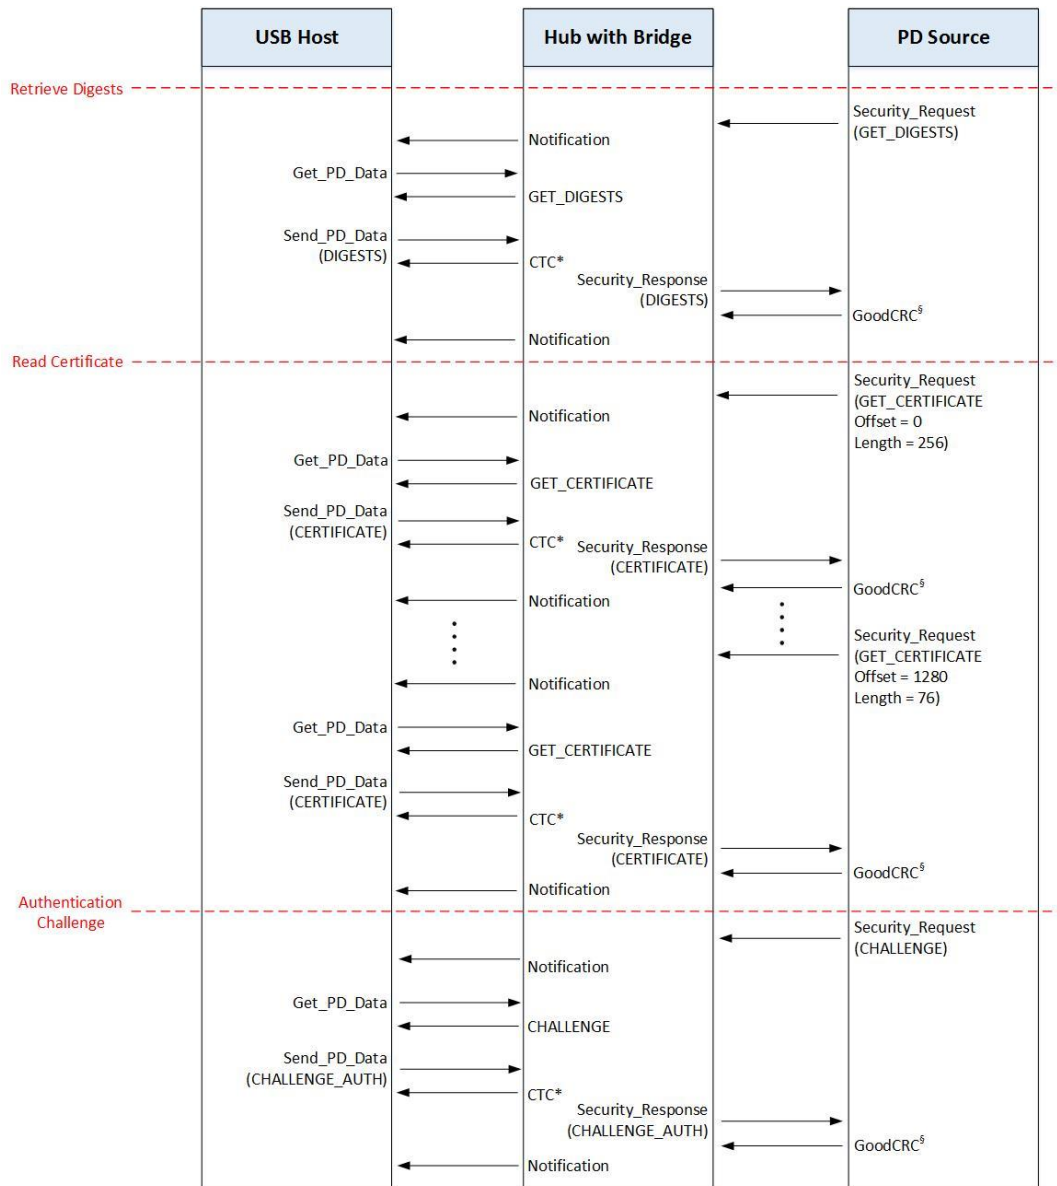 USB Host
Hub with Bridge
PD Source
Retrieve Digests
Security_Request
(GET_DIGESTS)
Notification
Get_PD_Data
GET_DIGESTS
Send_PD_Data
(DIGESTS)
CTC*
Security_Response
(DIGESTS)
GoodCRC§
Notification
Read Certificate
Security_Request
(GET_CERTIFICATE
Offset = 0
Length = 256)
Notification
Get_PD_Data
GET_CERTIFICATE
Send_PD_Data
(CERTIFICATE)
CTC*
Security_Response
(CERTIFICATE)
GoodCRC§
Notification
Security_Request
(GET_CERTIFICATE
Offset = 1280
Length = 76)
Notification
Get_PD_Data
GET_CERTIFICATE
Send_PD_Data
(CERTIFICATE)
CTC*
Security_Response
(CERTIFICATE)
GoodCRC§
Notification
Authentication
Challenge
Security_Request
(CHALLENGE)
Notification
Get_PD_Data
CHALLENGE
Send_PD_Data
(CHALLENGE_AUTH)
CTC*
Security_Response
(CHALLENGE_AUTH)
GoodCRC§
Notification